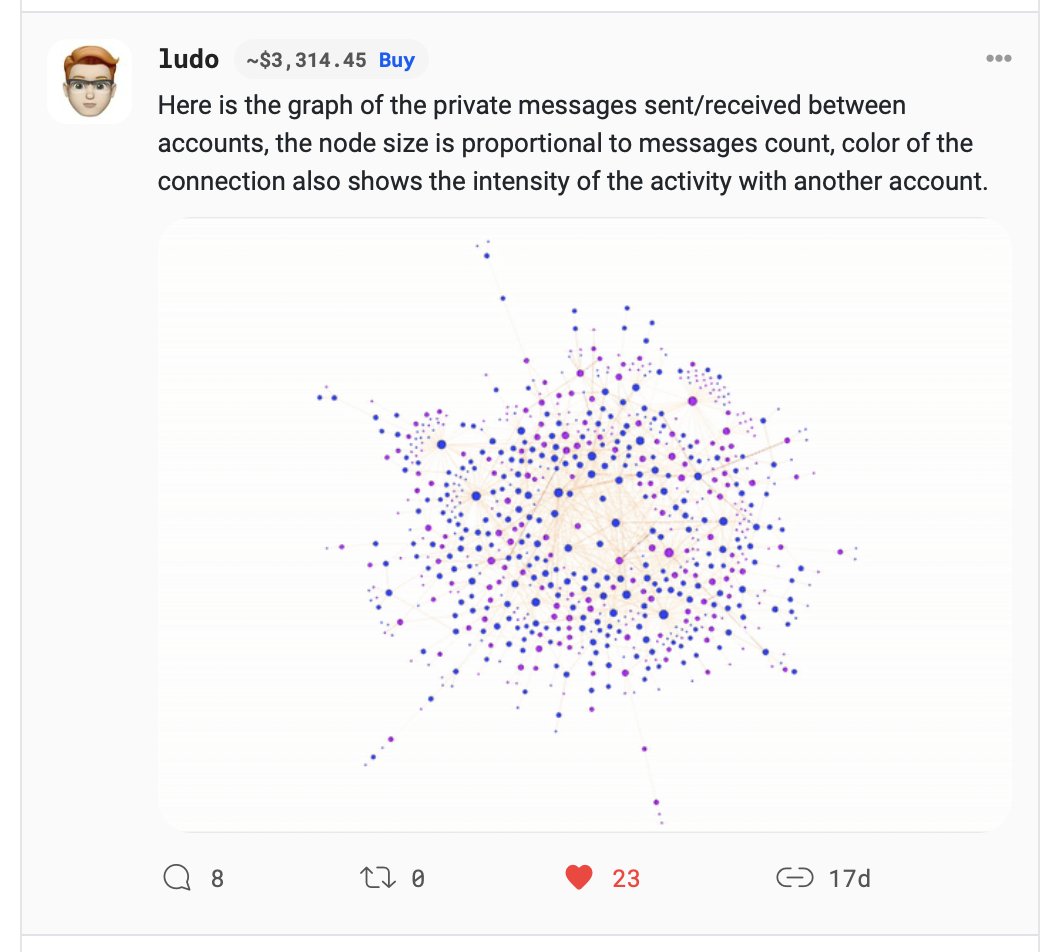 ludo ~$3,314.45 Buy
Here is the graph of the private messages sent/received between
accounts, the node size is proportional to messages count, color of the
connection also shows the intensity of the activity with another account.
8 0 23 17d